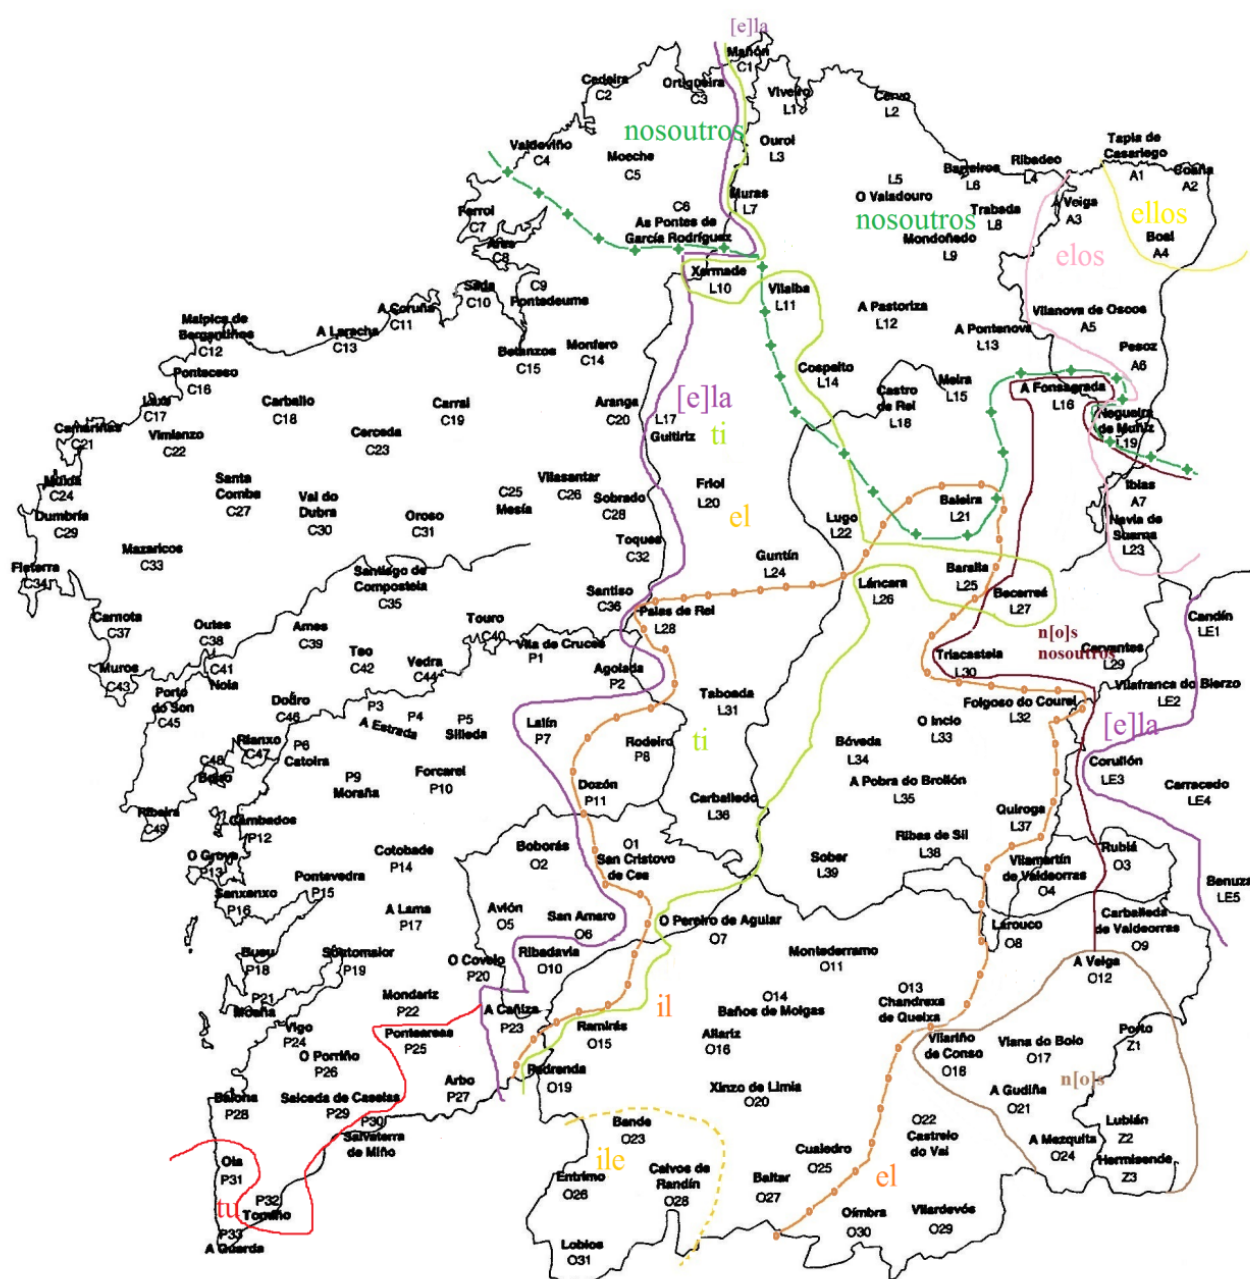 [e]la
Mañón
C1
Cedeira
C2
Ortigueira
C3
Viveiro
L1
Cervo
L2
nosoutros
Valdeviño
C4
Moeche
C5
Ourol
L3
Tapia de
Casariego
A1
Coaña
A2
Barreiros
L6
Ribadeo
L4
L5
O Valadouro
Muras
L7
Ferrol
C7
C6
As Pontes de
García Rodríguez
nosoutros
Trabada
L8
A Veiga
A3
ellos
Boal
A4
Ares
C8
Mondoñedo
L9
elos
Xermade
L10
Vilalba
L11
Sada
C10
C9
Pontedeume
A Coruña
C11
A Pastoriza
L12
Vilanova de Oscos
A5
Malpica de
Bergantiños
C12
A Laracha
C13
Betanzos
C15
Monfero
C14
A Pontenova
L13
Pesoz
A6
Ponteceso
C16
Cospeito
L14
Castro
de Rei
L18
Meira
L15
A Fonsagrada
L16
Laxe
C17
Carballo
C18
Carral
C19
Aranga
C20
[e]la
L17
Guitiriz
ti
Negueira
de Muñiz
L19
Camariñas
C21
Vimianzo
C22
Cerceda
C23
Muxía
C24
Santa
Comba
C27
Val do
Dubra
C30
C25
Mesía
Vilasantar
C26
Sobrado
C28
Friol
L20
Baleira
L21
Ibias
A7
Dumbría
C29
Oroso
C31
el
Lugo
L22
Navia de
Suarna
L23
Mazaricos
C33
Toques
C32
Guntín
L24
Baralla
L25
Fisterra
C34
Santiago de
Compostela
C35
Santiso
C36
Láncara
L26
Becerreá
L27
Carnota
C37
Outes
C38
Ames
C39
Touro
C40
Palas de Rei
L28
Candín
LE1
n[o]s
nosoutros
Muros
C43
C41
Noia
Teo
C42
Vedra
C44
Vila de Cruces
P1
Agolada
P2
Triacastela
L30
Cervantes
L29
Porto
do Son
C45
Dodro
C46
P3
A Estrada
P4
P5
Silleda
Lalín
P7
Taboada
L31
Folgoso do Courel
L32
Vilafranca do Bierzo
LE2
[e]la
Rianxo
C47
P6
Catoira
ti
Rodeiro
P8
O Incio
L33
C48
Boiro
P9
Moraña
Forcarei
P10
Dozón
P11
Bóveda
L34
A Pobra do Brollón
L35
Corullón
LE3
Carracedo
LE4
Ribeira
C49
Cambados
P12
Carballedo
L36
Quiroga
L37
O Grove
P13
Cotobade
P14
Boborás
O2
O1
San Cristovo
de Cea
Ribas de Sil
L38
Rubiá
O3
Sanxenxo
P16
Pontevedra
P15
Sober
L39
Vilamartín
de Valdeorras
O4
Benuza
LE5
A Lama
P17
Avión
O5
San Amaro
O6
O Pereiro de Aguiar
O7
Larouco
O8
Carballeda
de Valdeorras
O9
Bueu
P18
Soutomaior
P19
O Covelo
P20
Ribadavia
O10
Montederramo
O11
A Veiga
O12
P21
Moaña
Mondariz
P22
A Cañiza
P23
il
O14
Baños de Molgas
O13
Chandrexa
de Queixa
Vigo
P24
Ponteareas
P25
Ramirás
O15
Allariz
O16
Porto
Z1
O Porriño
P26
Vilariño
de Conso
O18
Viana do Bolo
O17
Baiona
P28
Salceda de Caselas
P29
Arbo
P27
Padrenda
O19
Xinzo de Limia
O20
A Gudiña
O21
n[o]s
P30
Salvaterra
de Miño
Bande
O23
O22
Castrelo
do Val
Lubián
Z2
Oia
P31
ile
Cualedro
O25
A Mezquita
O24
Hermisende
Z3
P32
Tomiño
tu
Entrimo
O26
Calvos de
Randín
O28
Baltar
O27
el
P33
A Guarda
Lobios
O31
Oímbra
O30
Vilardevós
O29